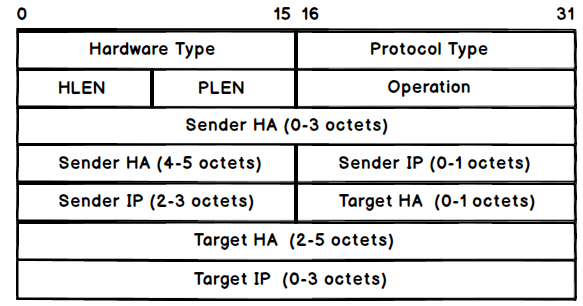 0 15 16 31
Hardware Type Protocol Type
HLEN PLEN Operation
Sender HA (0-3 octets)
Sender HA (4-5 octets) Sender IP (0-1 octets)
Sender IP (2-3 octets) Target HA (0-1 octets)
Target HA (2-5 octets)
Target IP (0-3 octets)